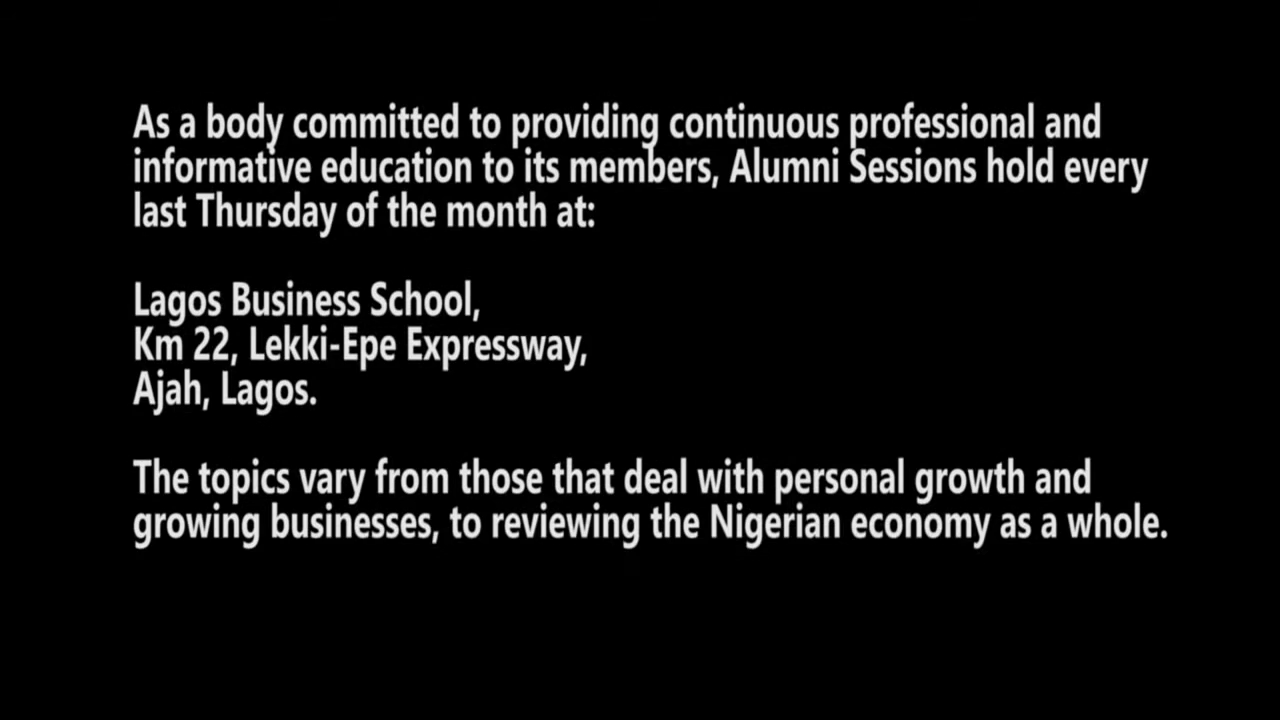 As a body committed to providing continuous professional and
informative education to its members, Alumni Sessions hold every
last Thursday of the month at:
Lagos Business School,
Km 22, Lekki-Epe Expressway,
Ajah, Lagos.
The topics vary from those that deal with personal growth and
growing businesses, to reviewing the Nigerian economy as a whole.